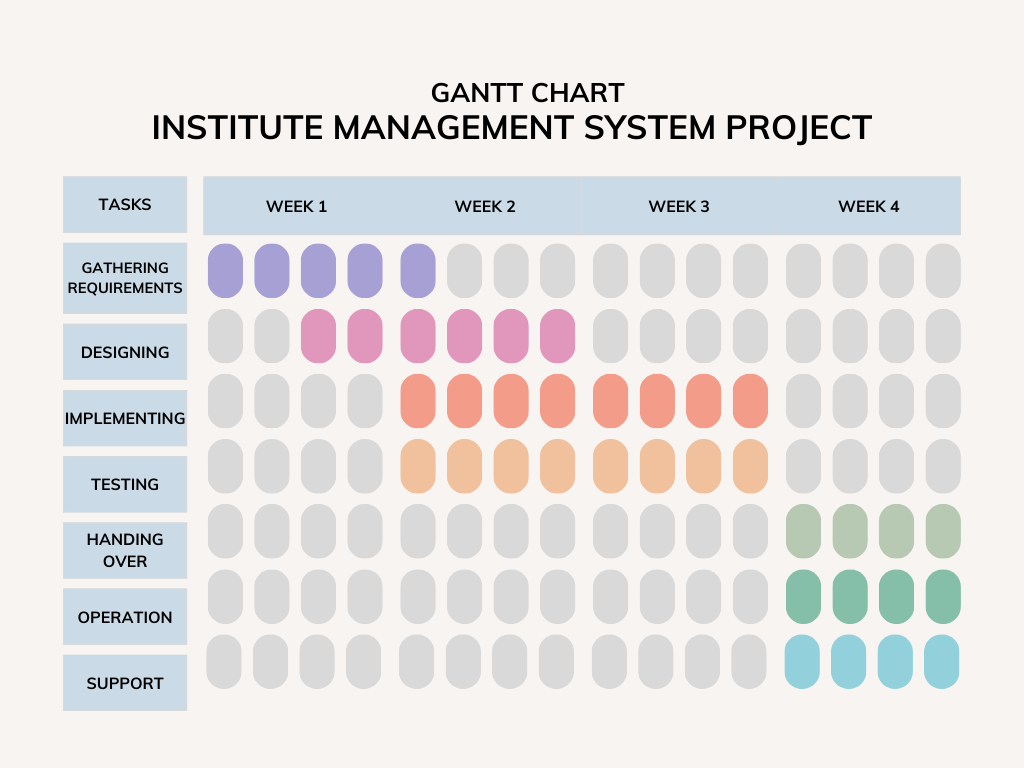 GANTT CHART
INSTITUTE MANAGEMENT SYSTEM PROJECT
TASKS
WEEK 1
WEEK 2
WEEK 3
WEEK 4
GATHERING
REQUIREMENTS
DESIGNING
IMPLEMENTING
TESTING
HANDING
OVER
OPERATION
SUPPORT